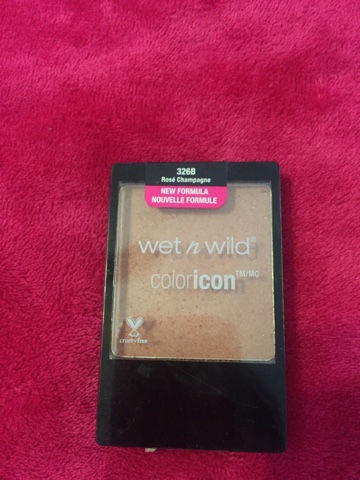 326B
Rosé Champagne
NEW FORMULA
NOUVELLE FORMULE
wet n wild®
coloricon TM/MC
crueltyfree